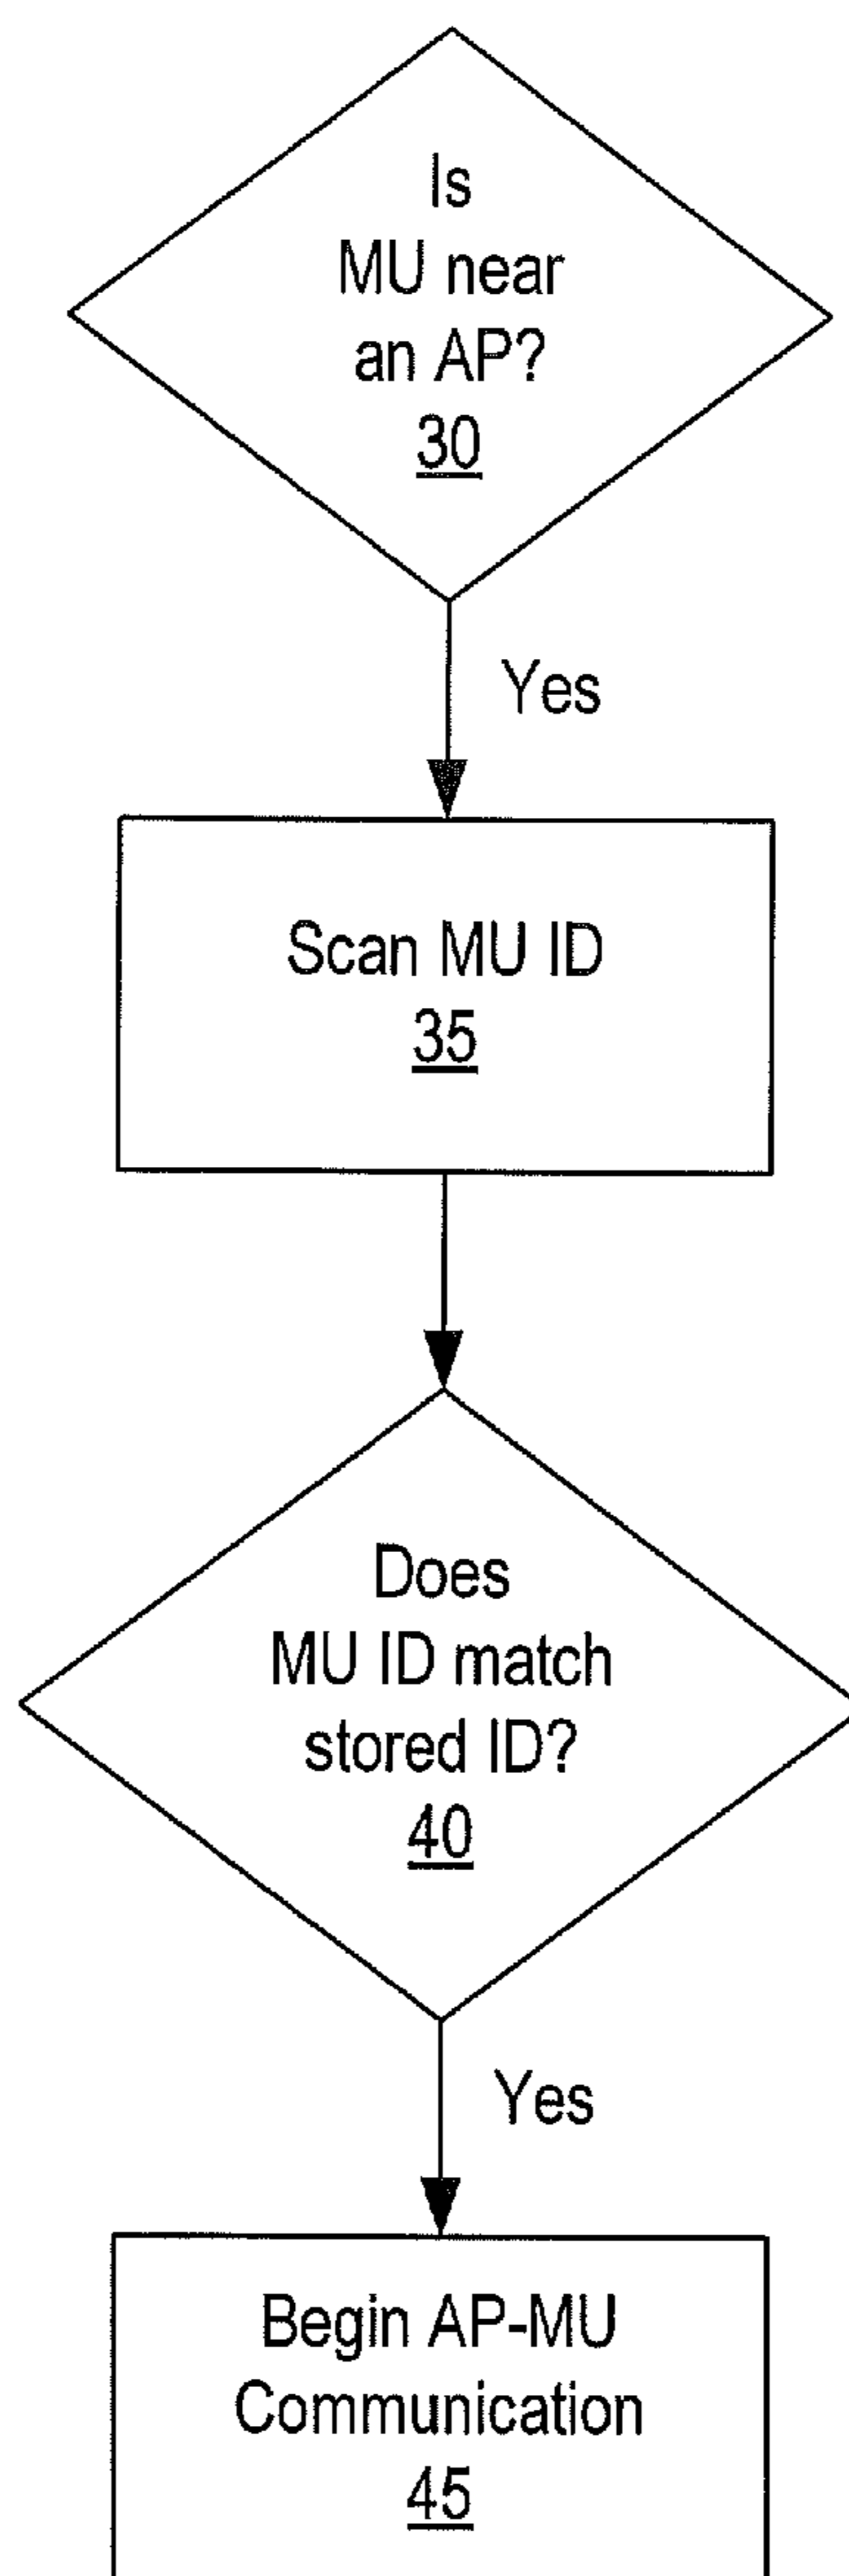 Is
MU near
an AP?
30
Yes
Scan MU ID
35
Does
MU ID match
stored ID?
40
Yes
Begin AP-MU
Communication
45